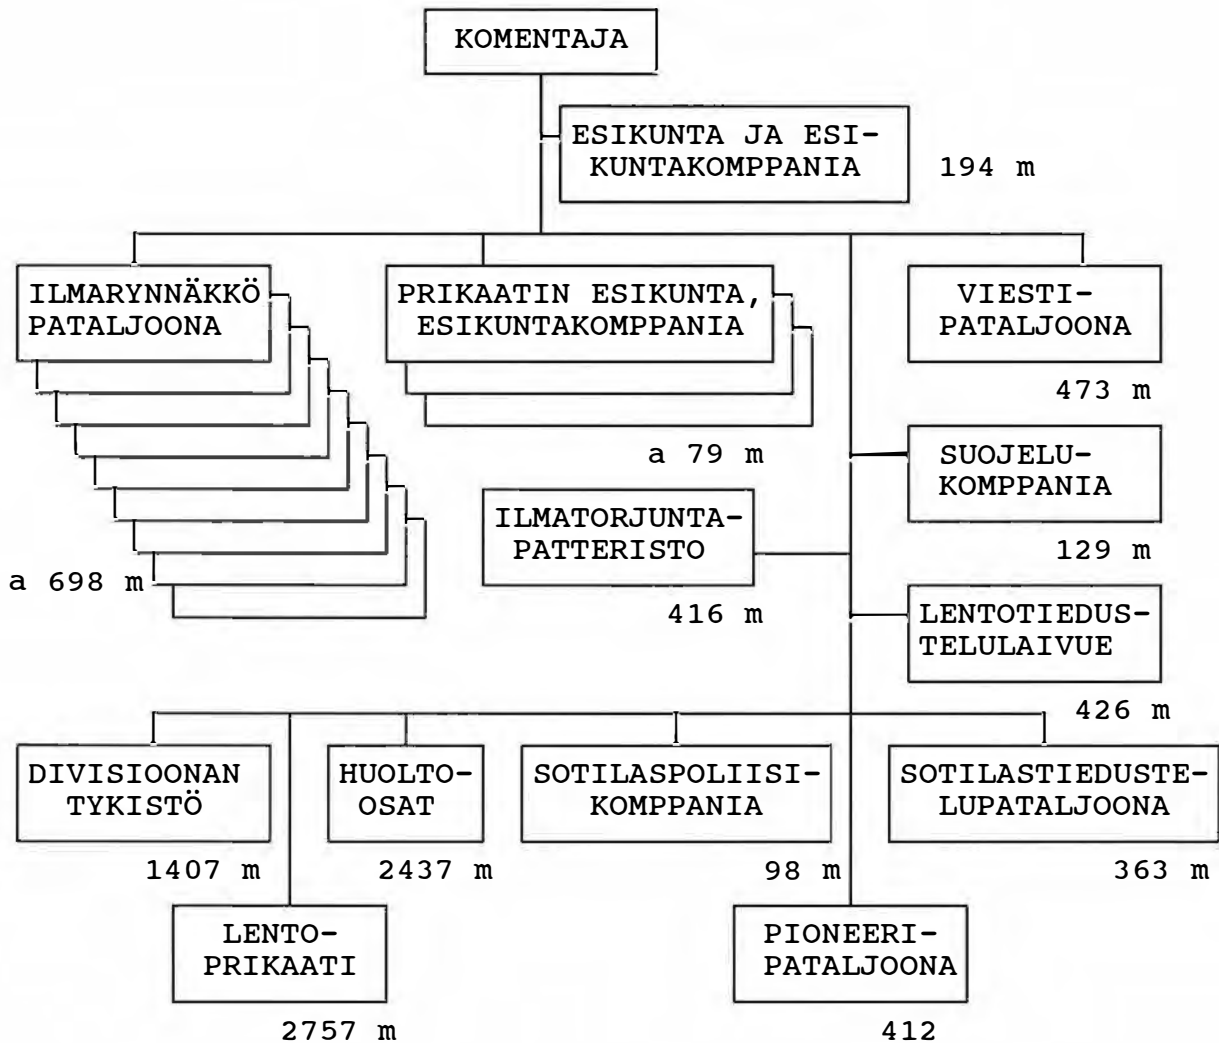 KOMENTAJA
ESIKUNTA JA ESI-
KUNTAKOMPPANIA
194 m
ILMARYNNÄKKÖ
PATALJOONA
a 698 m
PRIKAATIN ESIKUNTA,
ESIKUNTAKOMPPANIA
a 79 m
VIESTI-
PATALJOONA
473 m
SUOJELU-
KOMPPANIA
129 m
ILMATORJUNTA-
PATTERISTO
416 m
LENTOTIEDUS-
TELULAIVUE
426 m
DIVISIOONAN
TYKISTÖ
1407 m
HUOLTO-
OSAT
2437 m
SOTILASPOLIISI-
KOMPPANIA
98 m
SOTILASTIEDUSTE-
LUPATALJOONA
363 m
LENTO-
PRIKAATI
2757 m
PIONEERI-
PATALJOONA
412